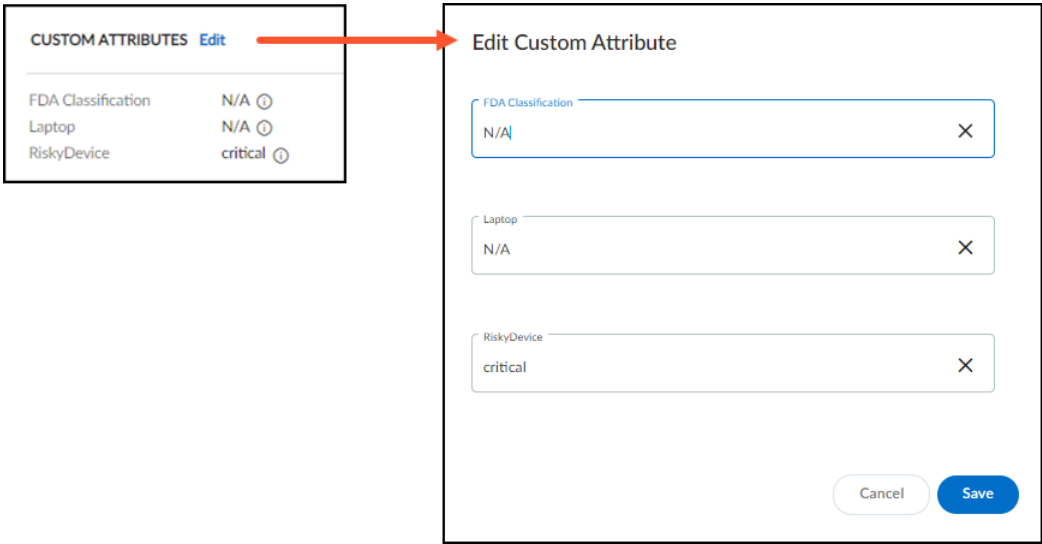 CUSTOM ATTRIBUTES Edit
FDA Classification N/A
Laptop N/A
RiskyDevice critical
Edit Custom Attribute
FDA Classification
N/A
Laptop
N/A
RiskyDevice
critical
Cancel Save